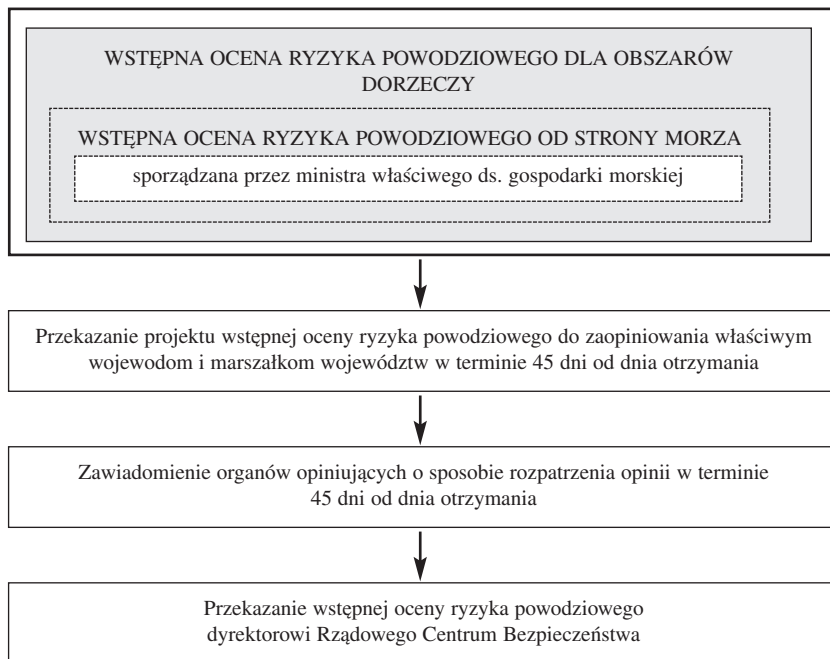 WSTĘPNA OCENA RYZYKA POWODZIOWEGO DLA OBSZARÓW
DORZECZY
WSTĘPNA OCENA RYZYKA POWODZIOWEGO OD STRONY MORZA
sporządzana przez ministra właściwego ds. gospodarki morskiej
Przekazanie projektu wstępnej oceny ryzyka powodziowego do zaopiniowania właściwym
wojewodom i marszałkom województw w terminie 45 dni od dnia otrzymania
Zawiadomienie organów opiniujących o sposobie rozpatrzenia opinii w terminie
45 dni od dnia otrzymania
Przekazanie wstępnej oceny ryzyka powodziowego
dyrektorowi Rządowego Centrum Bezpieczeństwa